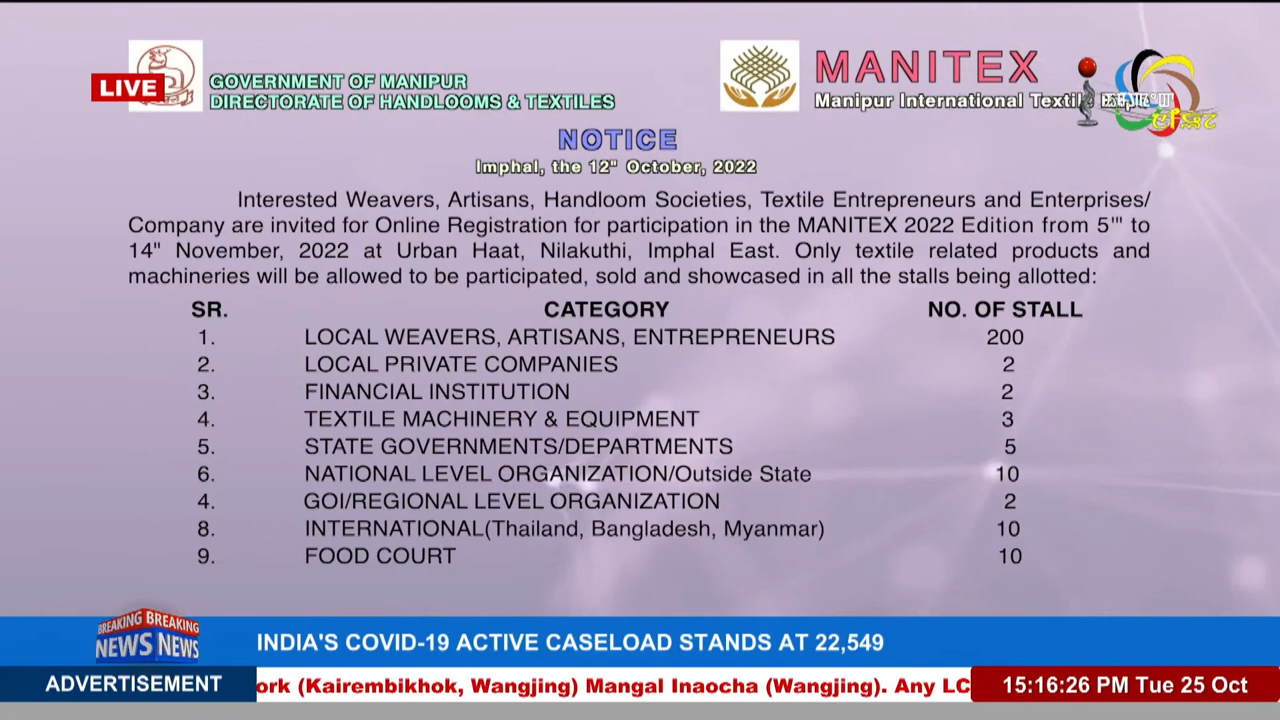 LIVE
GOVERNMENT OF MANIPUR
DIRECTORATE OF HANDLOOMS & TEXTILES
MANITEX
Manipur International Textile Expo
NOTICE
Imphal, the 12" October, 2022
Interested Weavers, Artisans, Handloom Societies, Textile Entrepreneurs and Enterprises/
Company are invited for Online Registration for participation in the MANITEX 2022 Edition from 5'" to
14" November, 2022 at Urban Haat, Nilakuthi, Imphal East. Only textile related products and
machineries will be allowed to be participated, sold and showcased in all the stalls being allotted:
SR. CATEGORY NO. OF STALL
1. LOCAL WEAVERS, ARTISANS, ENTREPRENEURS 200
2. LOCAL PRIVATE COMPANIES 2
3. FINANCIAL INSTITUTION 2
4. TEXTILE MACHINERY & EQUIPMENT 3
5. STATE GOVERNMENTS/DEPARTMENTS 5
6. NATIONAL LEVEL ORGANIZATION/Outside State 10
4. GOI/REGIONAL LEVEL ORGANIZATION 2
8. INTERNATIONAL(Thailand, Bangladesh, Myanmar) 10
9. FOOD COURT 10
BREAKING BREAKING
NEWS NEWS
INDIA'S COVID-19 ACTIVE CASELOAD STANDS AT 22,549
ADVERTISEMENT
ork (Kairembikhok, Wangjing) Mangal Inaocha (Wangjing). Any LC
15:16:26 PM Tue 25 Oct